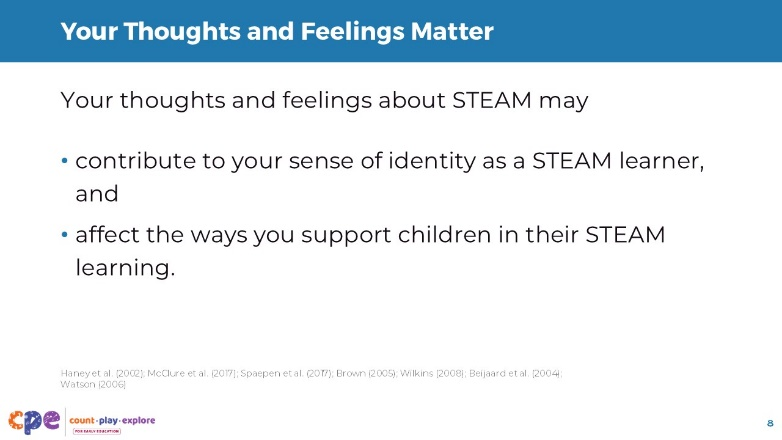 Your Thoughts and Feelings Matter
Your thoughts and feelings about STEAM may
• contribute to your sense of identity as a STEAM learner,
and
• affect the ways you support children in their STEAM
learning.
Haney et al. (2002); McClure et al. (2017); Spaepen et al. (2017); Brown (2005); Wilkins (2008); Beijaard et al. (2004);
Watson (2006)
cpe
count·play·explore
FOR EARLY EDUCATION
8